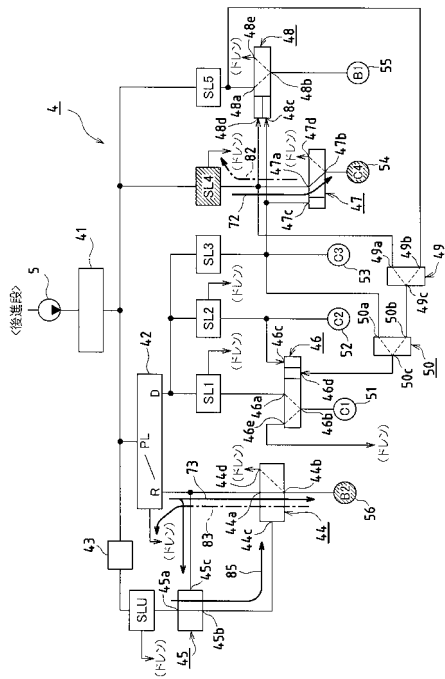 〈後進段〉
4
5
41
42
43
PL
R
D
SLU
SL1
SL2
SL3
SL4
SL5
(ドレン)
(ドレン)
(ドレン)
(ドレン)
(ドレン)
(ドレン)
(ドレン)
(ドレン)
45a
45b
45c
45
85
44a
44b
44c
44d
44
73
83
B2
56
46a
46b
46c
46d
46e
46
C1
51
C2
52
C3
53
50a
50b
50c
50
49a
49b
49c
49
72
82
47a
47b
47c
47d
47
C4
54
48a
48b
48c
48d
48e
48
B1
55